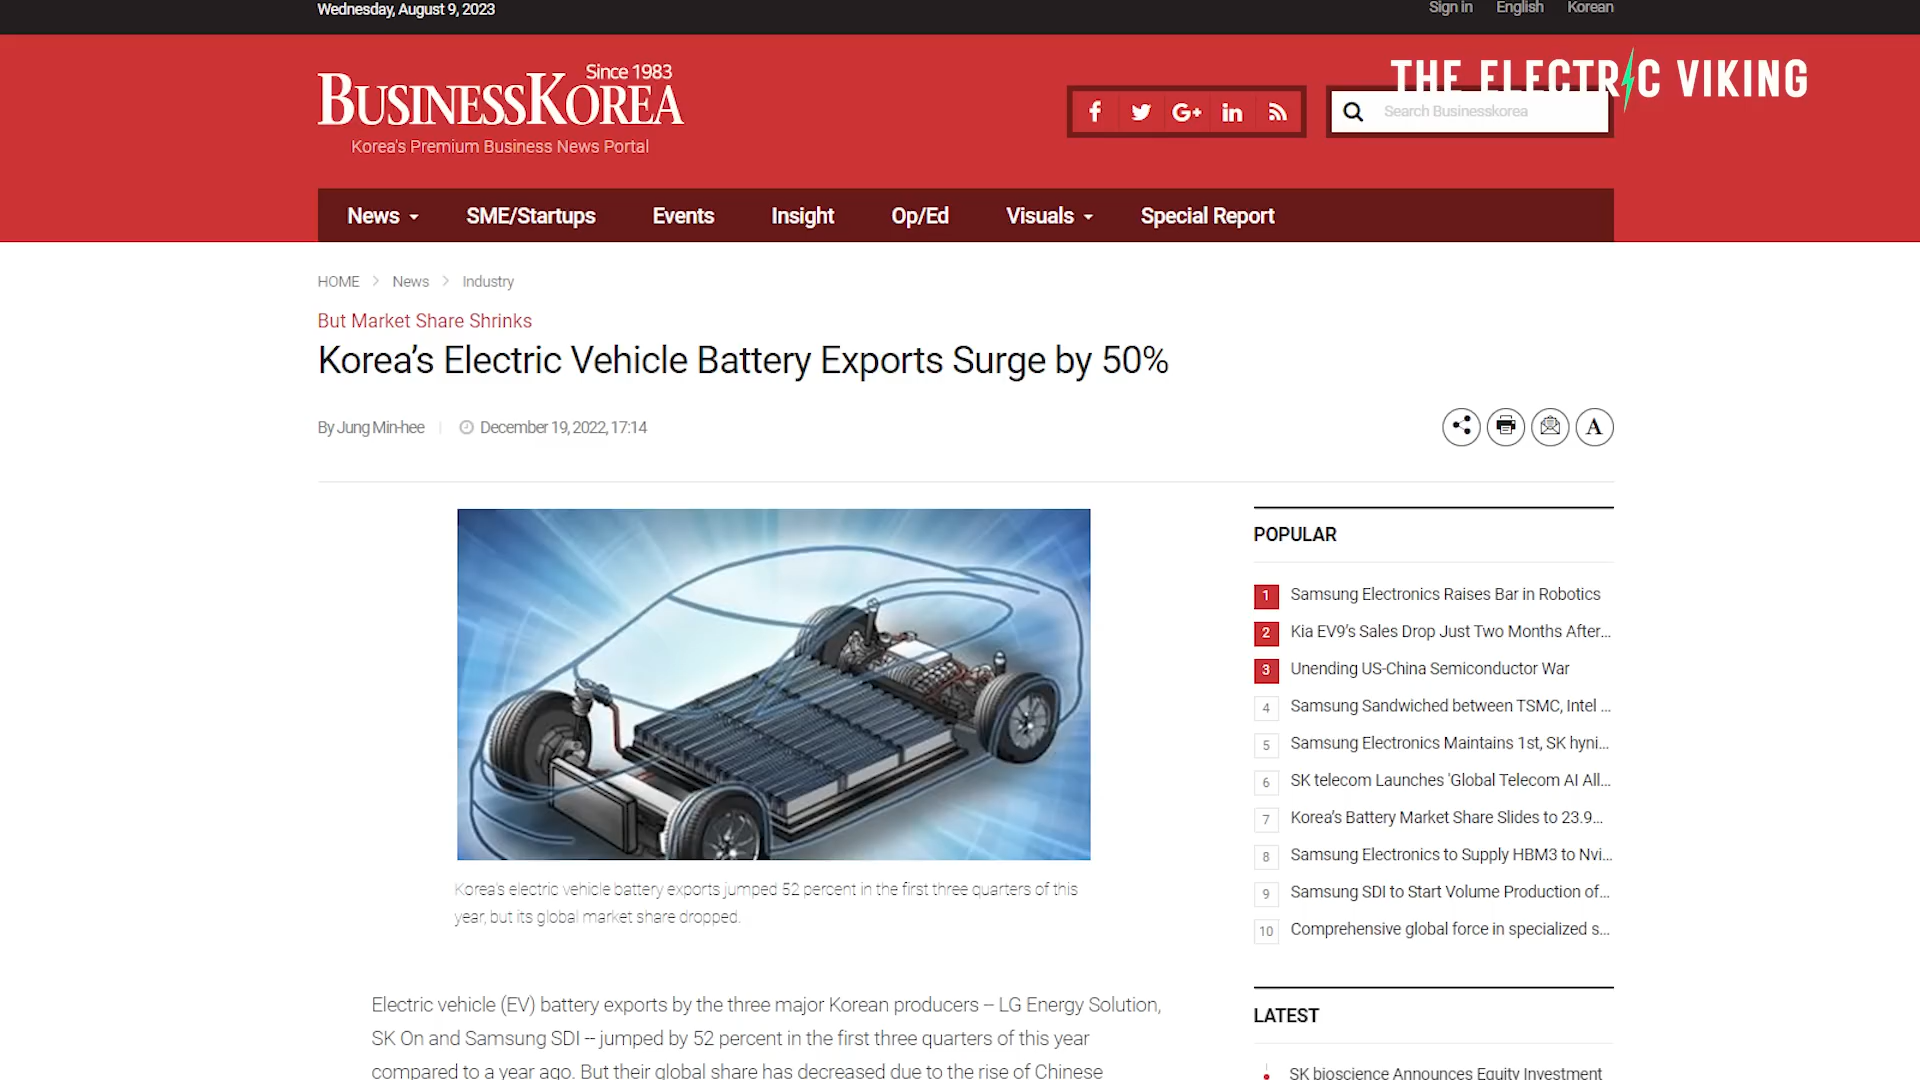 Wednesday, August 9, 2023
Sign in English Korean
THE ELECTRIC VIKING
Since 1983
BUSINESSKOREA
Korea's Premium Business News Portal
Search Businesskorea
News SME/Startups Events Insight Op/Ed Visuals Special Report
HOME > News > Industry
But Market Share Shrinks
Korea's Electric Vehicle Battery Exports Surge by 50%
By Jung Min-hee | December 19, 2022, 17:14
A
Korea's electric vehicle battery exports jumped 52 percent in the first three quarters of this
year, but its global market share dropped.
Electric vehicle (EV) battery exports by the three major Korean producers – LG Energy Solution,
SK On and Samsung SDI -- jumped by 52 percent in the first three quarters of this year
compared to a year ago. But their global share has decreased due to the rise of Chinese
POPULAR
1 Samsung Electronics Raises Bar in Robotics
2 Kia EV9's Sales Drop Just Two Months After...
3 Unending US-China Semiconductor War
4 Samsung Sandwiched between TSMC, Intel ...
5 Samsung Electronics Maintains 1st, SK hyni...
6 SK telecom Launches 'Global Telecom AI All...
7 Korea's Battery Market Share Slides to 23.9...
8 Samsung Electronics to Supply HBM3 to Nvi...
9 Samsung SDI to Start Volume Production of...
10 Comprehensive global force in specialized s...
LATEST
SK bioscience Announces Equity Investment